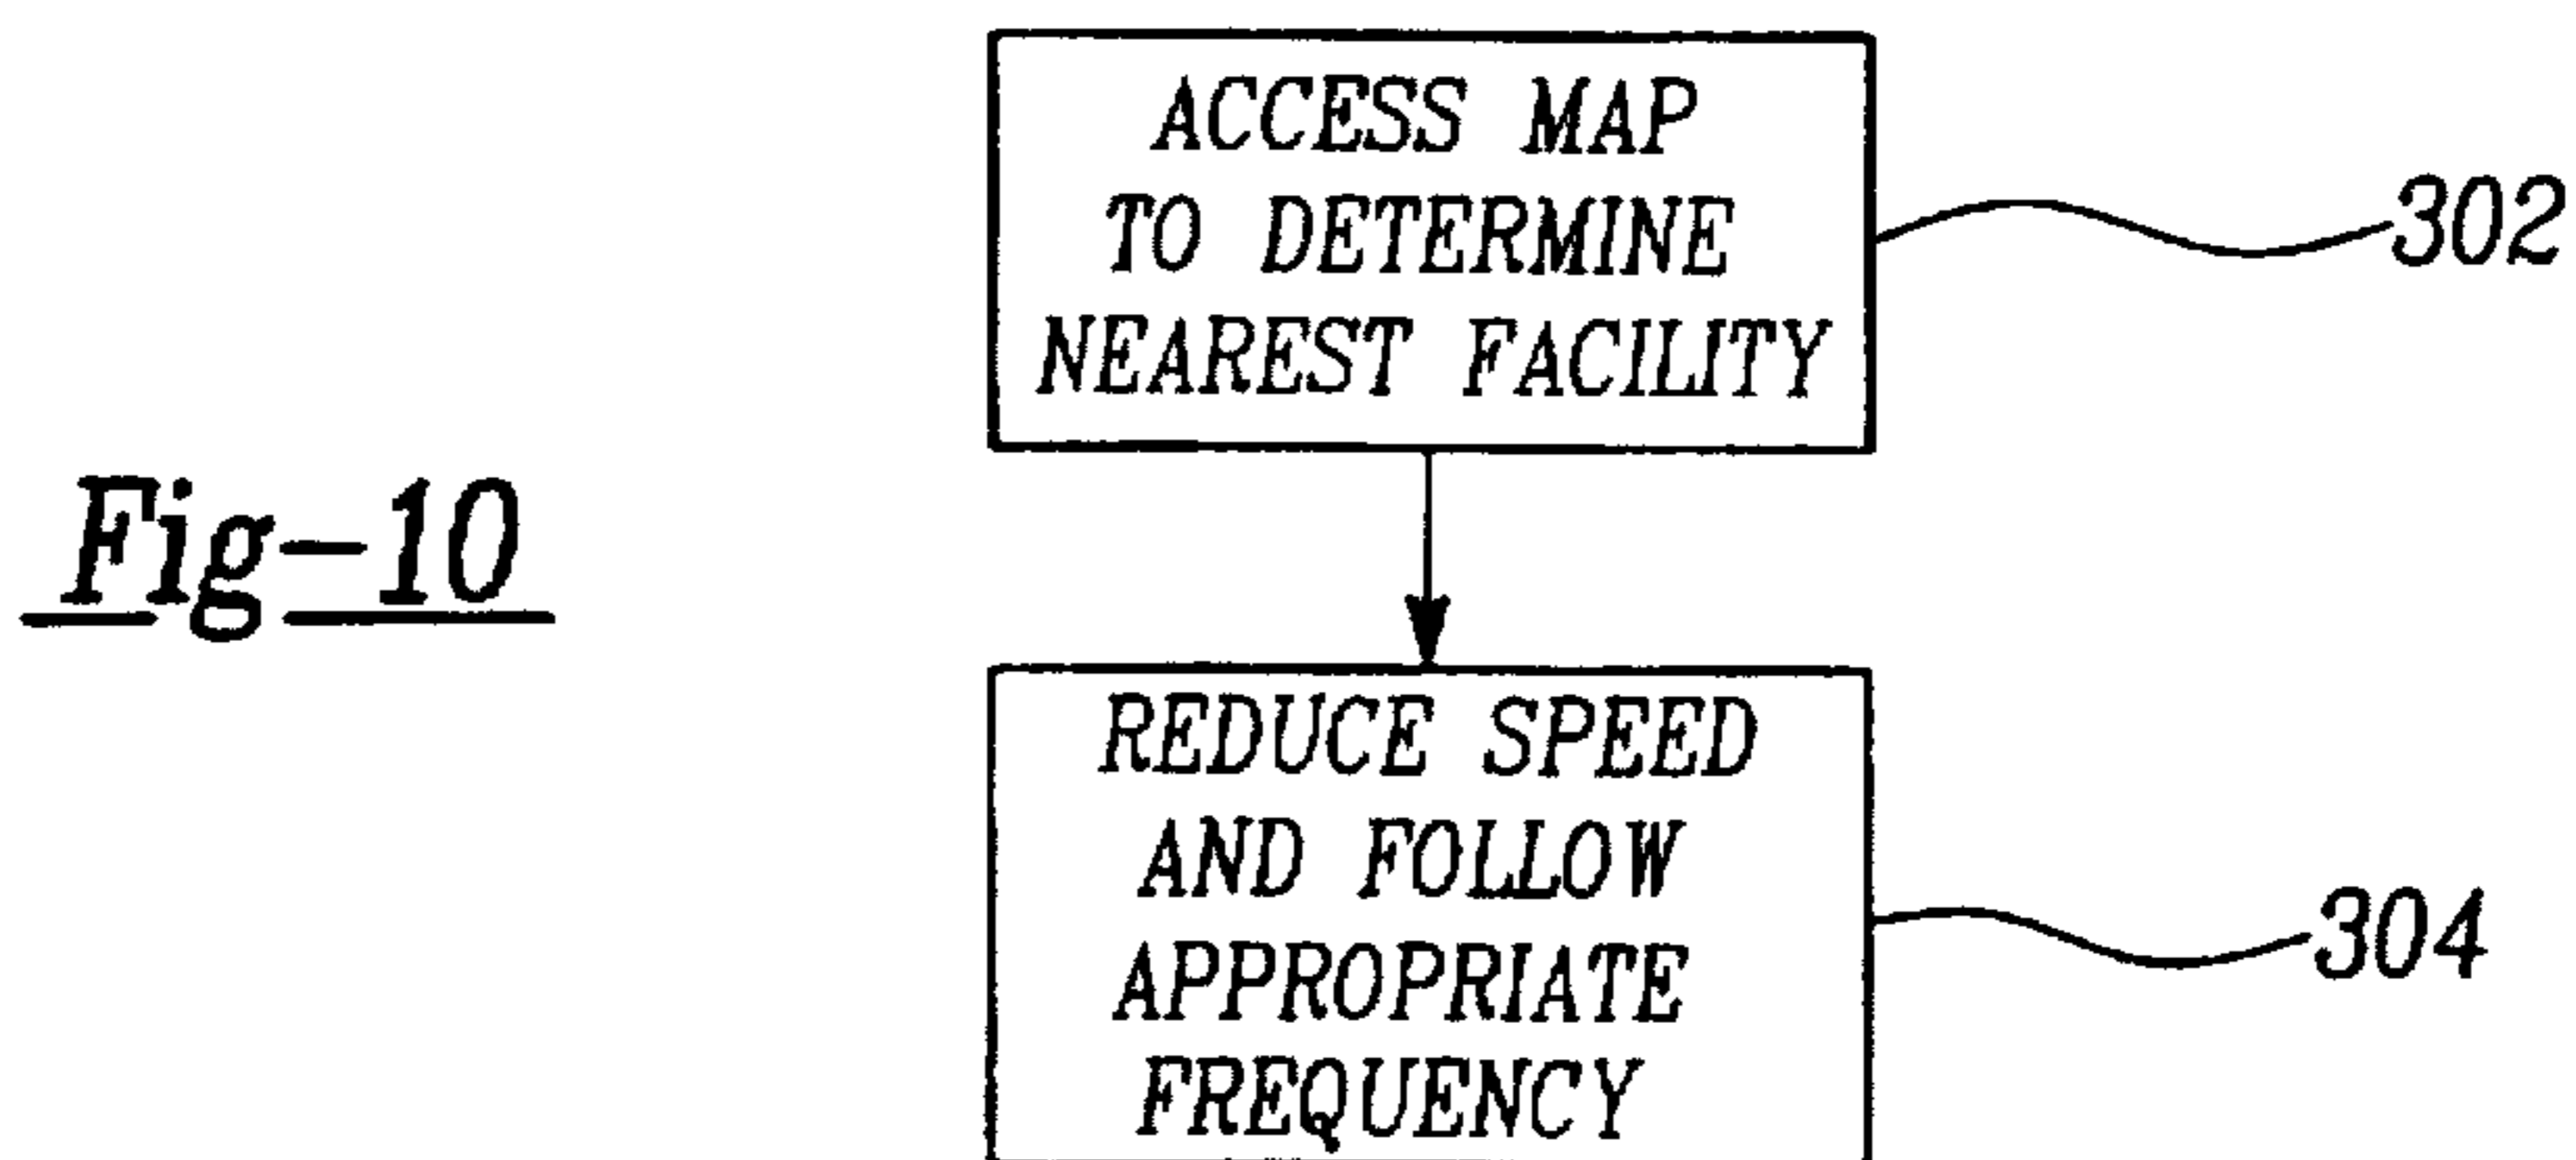 ACCESS MAP
TO DETERMINE
NEAREST FACILITY
302
Fig-10
REDUCE SPEED
AND FOLLOW
APPROPRIATE
FREQUENCY
304